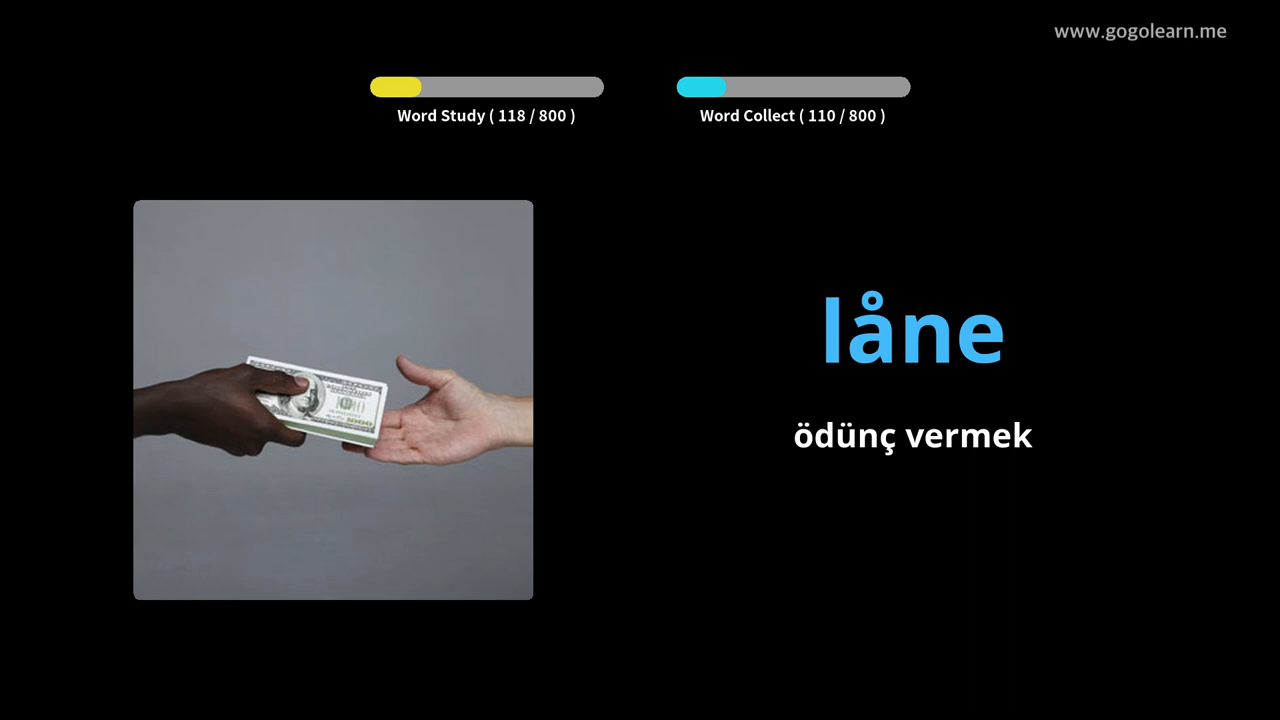 www.gogolearn.me
Word Study ( 118 / 800 )
Word Collect ( 110 / 800 )
låne
ödünç vermek